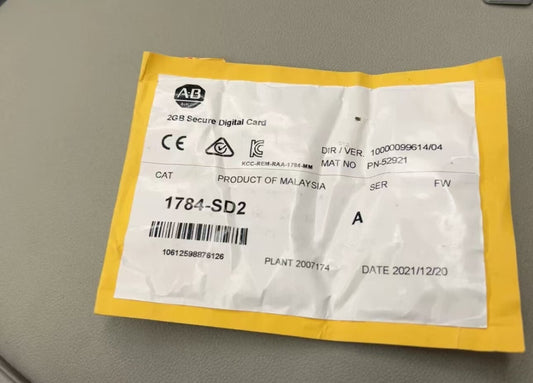 AB
2GB Secure Digital Card
CE
KCC-REM-RAA-1784-MM
DIR / VER. 10000099614/04
MAT NO PN-52921
CAT PRODUCT OF MALAYSIA SER FW
1784-SD2 A
10612598876126
PLANT 2007174 DATE 2021/12/20